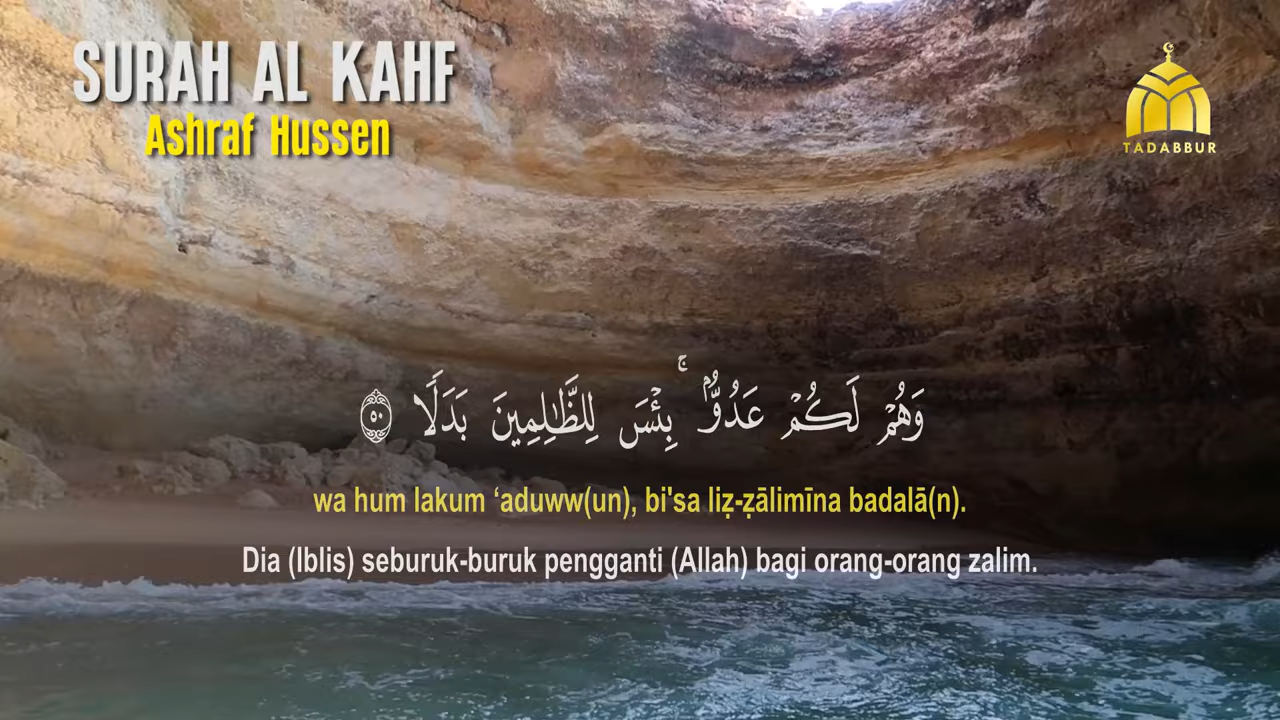 SURAH AL KAHF
Ashraf Hussen
TADABBUR
وَهُمْ لَكُمْ عَدُوٌّۢ ۚ بِئْسَ لِلظَّٰلِمِينَ بَدَلًا ۝٥٠
wa hum lakum ‘aduww(un), bi'sa liẓ-ẓālimīna badalā(n).
Dia (Iblis) seburuk-buruk pengganti (Allah) bagi orang-orang zalim.